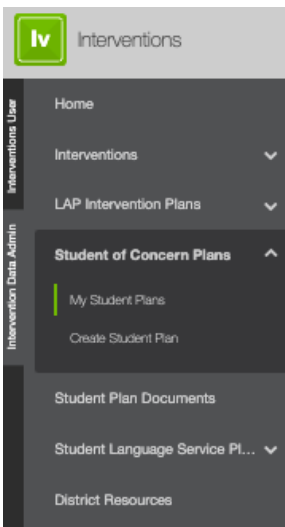 Iv Interventions
Interventions User
Intervention Data Admin
Home
Interventions
LAP Intervention Plans
Student of Concern Plans
My Student Plans
Create Student Plan
Student Plan Documents
Student Language Service Pl...
District Resources